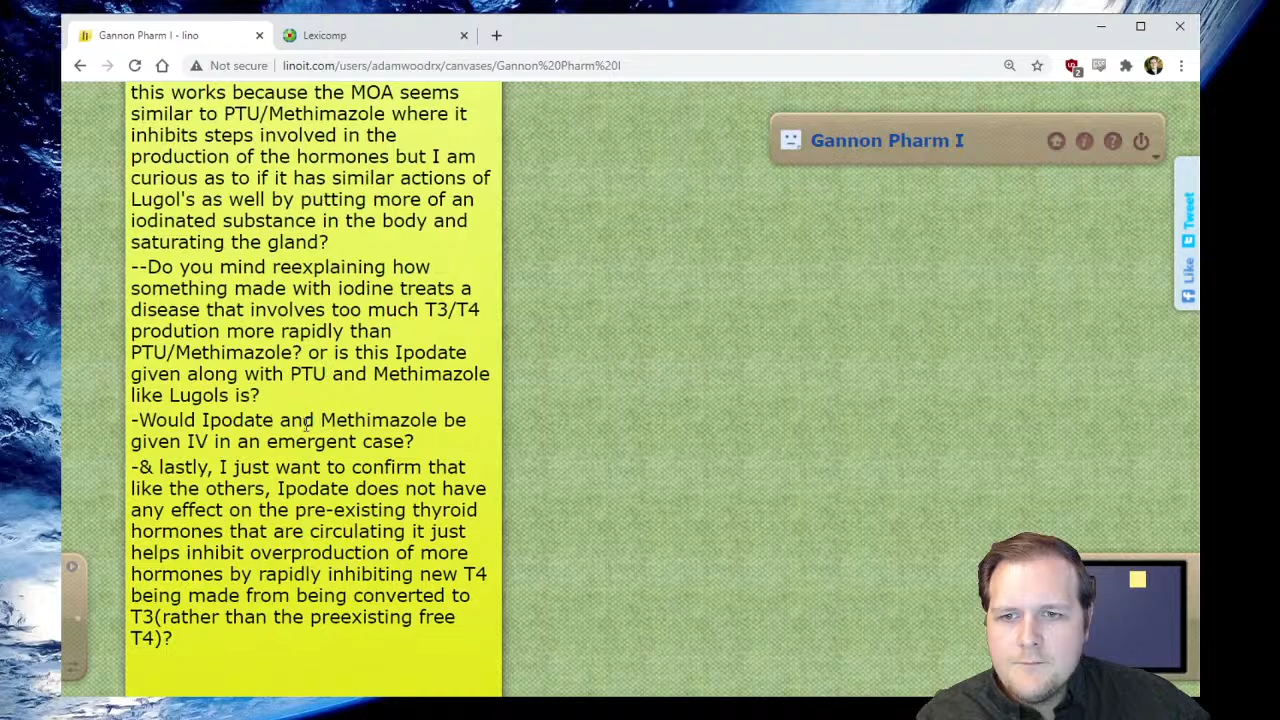 Gannon Pharm I - lino
Lexicomp
Not secure
linoit.com/users/adamwoodrx/canvases/Gannon%20Pharm%20I
2
this works because the MOA seems
similar to PTU/Methimazole where it
inhibits steps involved in the
production of the hormones but I am
curious as to if it has similar actions of
Lugol's as well by putting more of an
iodinated substance in the body and
saturating the gland?
--Do you mind reexplaining how
something made with iodine treats a
disease that involves too much T3/T4
prodution more rapidly than
PTU/Methimazole? or is this Ipodate
given along with PTU and Methimazole
like Lugols is?
-Would Ipodate and Methimazole be
given IV in an emergent case?
-& lastly, I just want to confirm that
like the others, Ipodate does not have
any effect on the pre-existing thyroid
hormones that are circulating it just
helps inhibit overproduction of more
hormones by rapidly inhibiting new T4
being made from being converted to
T3(rather than the preexisting free
T4)?
Gannon Pharm I
Tweet
Like